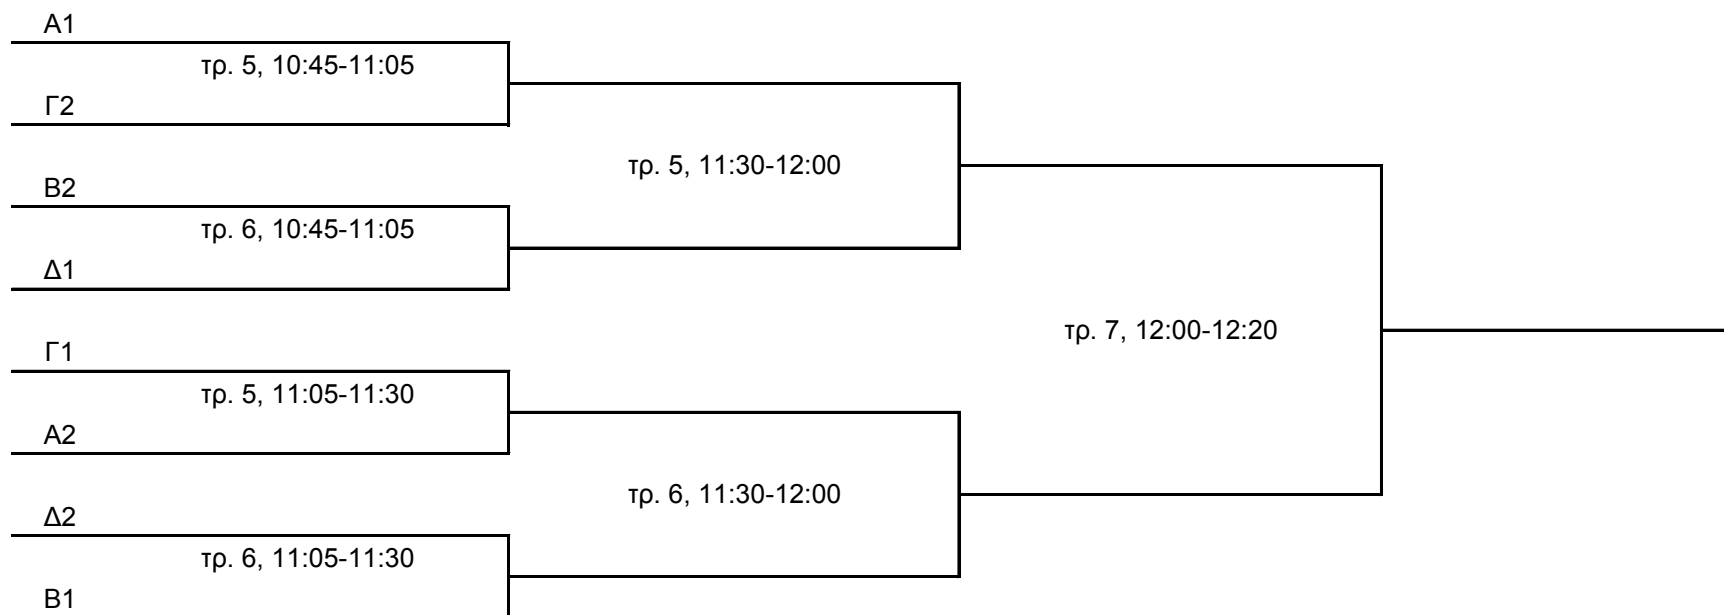 Α1
τρ. 5, 10:45-11:05
Γ2
τρ. 5, 11:30-12:00
Β2
τρ. 6, 10:45-11:05
Δ1
τρ. 7, 12:00-12:20
Γ1
τρ. 5, 11:05-11:30
Α2
τρ. 6, 11:30-12:00
Δ2
τρ. 6, 11:05-11:30
Β1